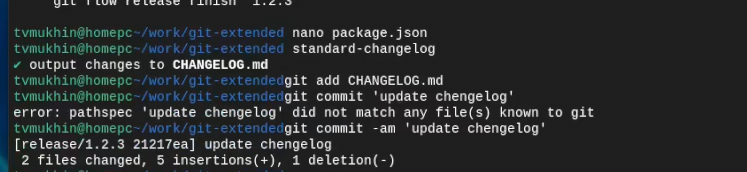 git flow release finish '1.2.3'
tvmukhin@homepc~/work/git-extended nano package.json
tvmukhin@homepc~/work/git-extended standard-changelog
✔ output changes to CHANGELOG.md
tvmukhin@homepc~/work/git-extendedgit add CHANGELOG.md
tvmukhin@homepc~/work/git-extendedgit commit 'update chengelog'
error: pathspec 'update chengelog' did not match any file(s) known to git
tvmukhin@homepc~/work/git-extendedgit commit -am 'update chengelog'
[release/1.2.3 21217ea] update chengelog
2 files changed, 5 insertions(+), 1 deletion(-)